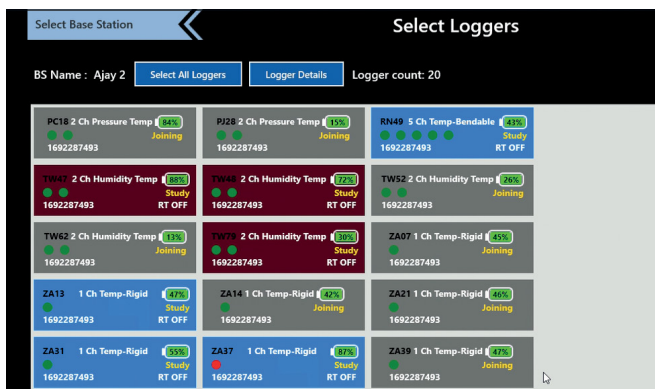 Select Base Station
Select Loggers
BS Name : Ajay 2
Select All Loggers
Logger Details
Logger count: 20
PC18 2 Ch Pressure Temp 84%
Joining
1692287493
PJ28 2 Ch Pressure Temp 15%
Joining
1692287493
RN49 5 Ch Temp-Bendable 43%
Study
1692287493 RT OFF
TW47 2 Ch Humidity Temp 88%
Study
1692287493 RT OFF
TW48 2 Ch Humidity Temp 72%
Study
1692287493 RT OFF
TW52 2 Ch Humidity Temp 26%
Joining
1692287493
TW62 2 Ch Humidity Temp 13%
Joining
1692287493
TW79 2 Ch Humidity Temp 30%
Study
1692287493 RT OFF
ZA07 1 Ch Temp-Rigid 45%
Joining
1692287493
ZA13 1 Ch Temp-Rigid 47%
Study
1692287493 RT OFF
ZA14 1 Ch Temp-Rigid 42%
Joining
1692287493
ZA21 1 Ch Temp-Rigid 46%
Joining
1692287493
ZA31 1 Ch Temp-Rigid 55%
Study
1692287493 RT OFF
ZA37 1 Ch Temp-Rigid 87%
Study
1692287493 RT OFF
ZA39 1 Ch Temp-Rigid 47%
Joining
1692287493